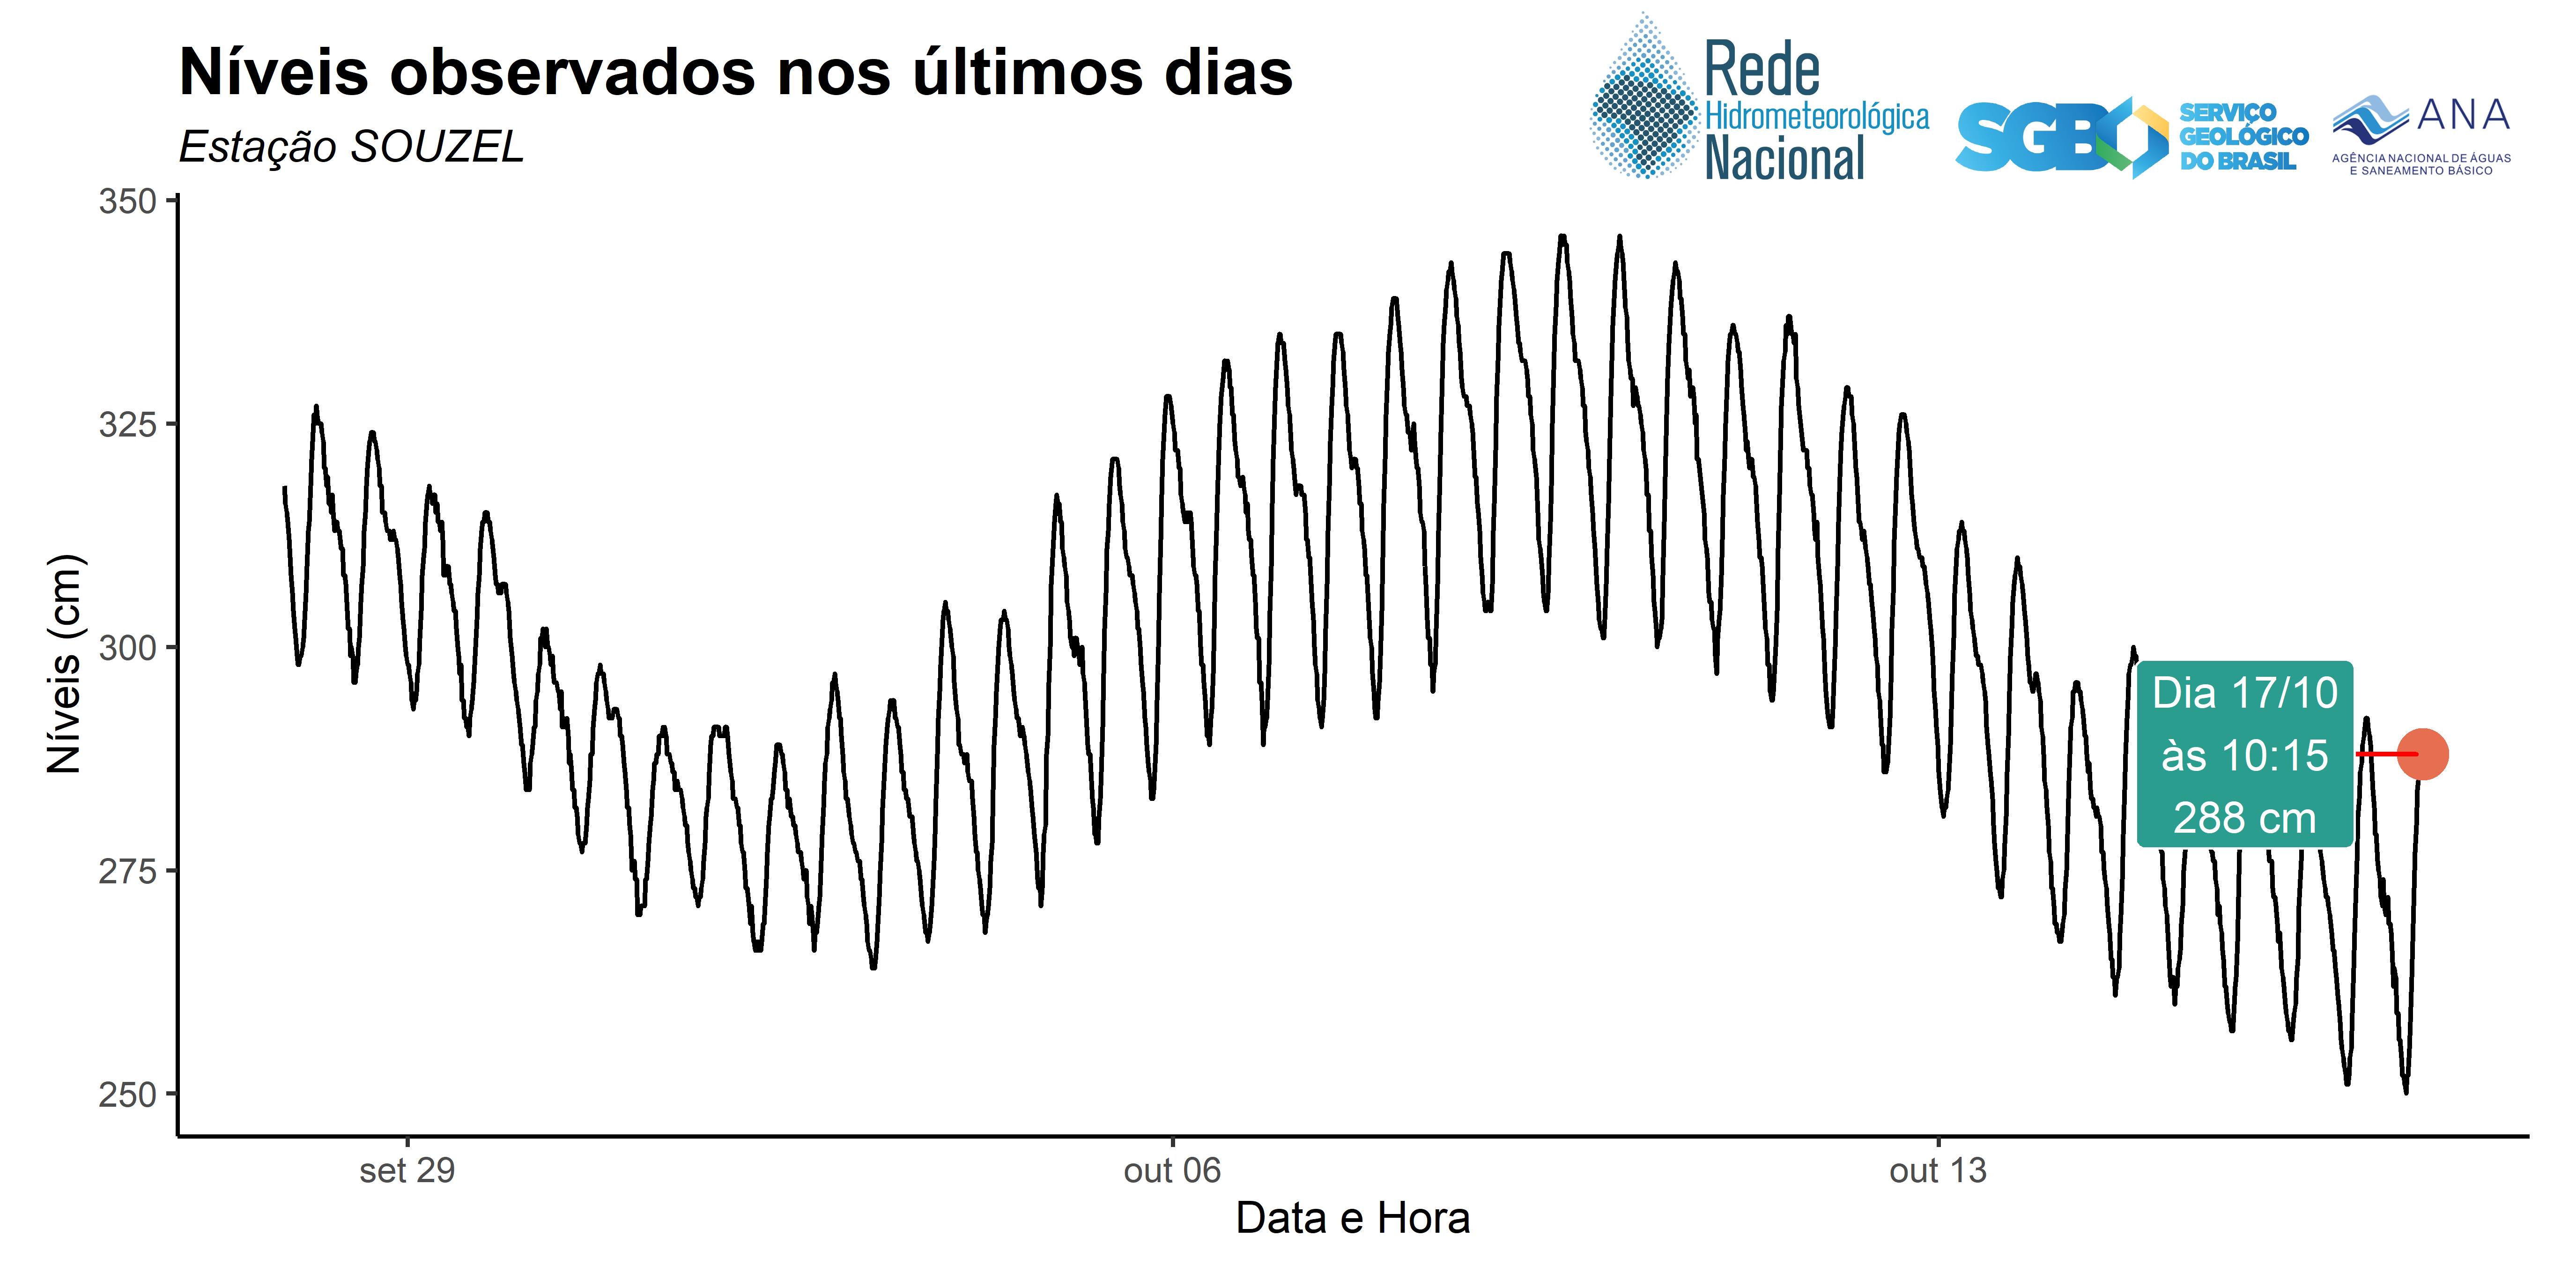 Níveis observados nos últimos dias
Estação SOUZEL
Rede
Hidrometeorológica
Nacional
SGB
SERVIÇO
GEOLÓGICO
DO BRASIL
ANA
AGÊNCIA NACIONAL DE ÁGUAS
E SANEAMENTO BÁSICO
350
325
300
275
250
Níveis (cm)
Dia 17/10
às 10:15
288 cm
set 29
out 06
out 13
Data e Hora